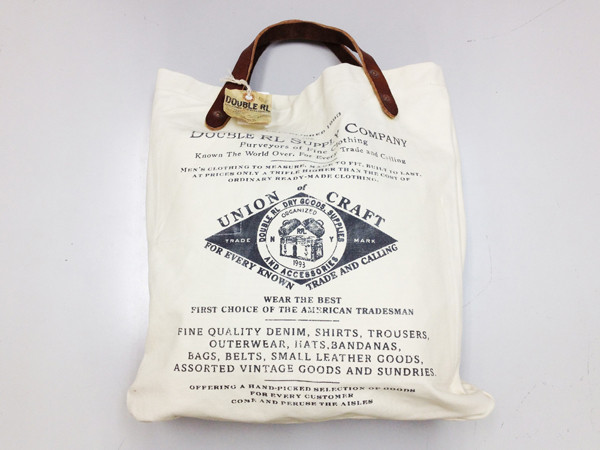 DOUBLE RL
DOUBLE RL SUPPLY COMPANY
Purveyors of Fine Clothing
Known The World Over, For Every Trade and Calling
MEN'S CLOTHING TO MEASURE, MADE TO FIT, BUILT TO LAST,
AT PRICES ONLY A TRIFLE HIGHER THAN THE COST OF
ORDINARY READY-MADE CLOTHING.
UNION of CRAFT
DOUBLE RL DRY GOODS, SUPPLIES
ORGANIZED
TRADE N Y MARK
RRL
1993
AND ACCESSORIES
FOR EVERY KNOWN TRADE AND CALLING
WEAR THE BEST
FIRST CHOICE OF THE AMERICAN TRADESMAN
FINE QUALITY DENIM, SHIRTS, TROUSERS,
OUTERWEAR, HATS, BANDANAS,
BAGS, BELTS, SMALL LEATHER GOODS,
ASSORTED VINTAGE GOODS AND SUNDRIES.
OFFERING A HAND-PICKED SELECTION OF GOODS
FOR EVERY CUSTOMER
COME AND PERUSE THE AISLES